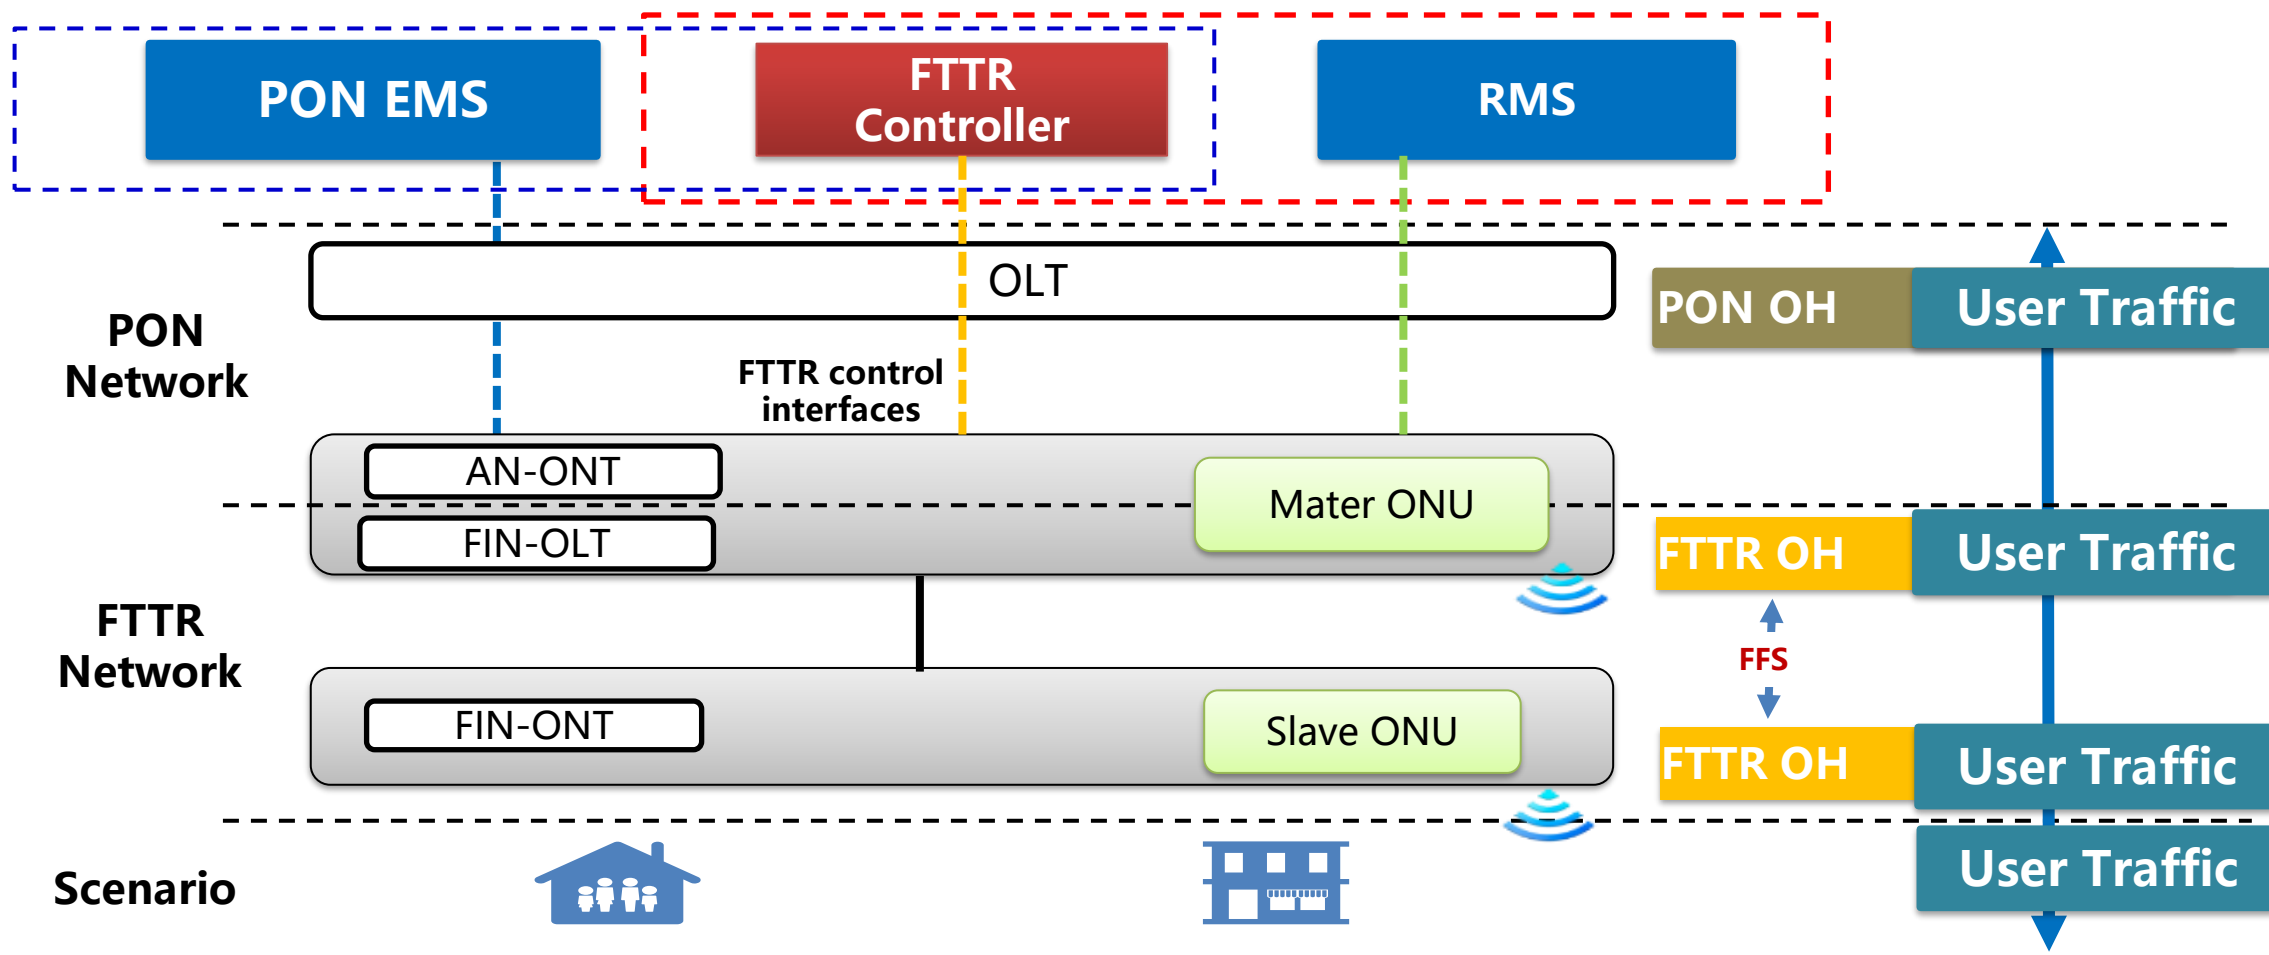 PON EMS
FTTR
Controller
RMS
OLT
PON
Network
PON OH
User Traffic
FTTR control
interfaces
AN-ONT
Mater ONU
FIN-OLT
FTTR OH
User Traffic
FTTR
Network
FFS
FIN-ONT
Slave ONU
FTTR OH
User Traffic
Scenario
User Traffic